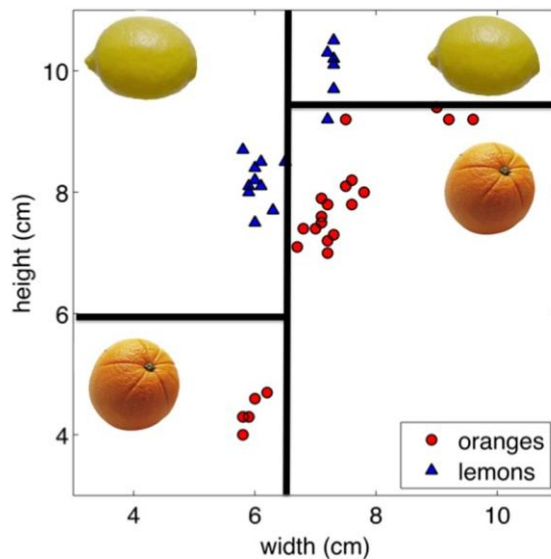 10
8
6
4
height (cm)
4 6 8 10
width (cm)
oranges
lemons